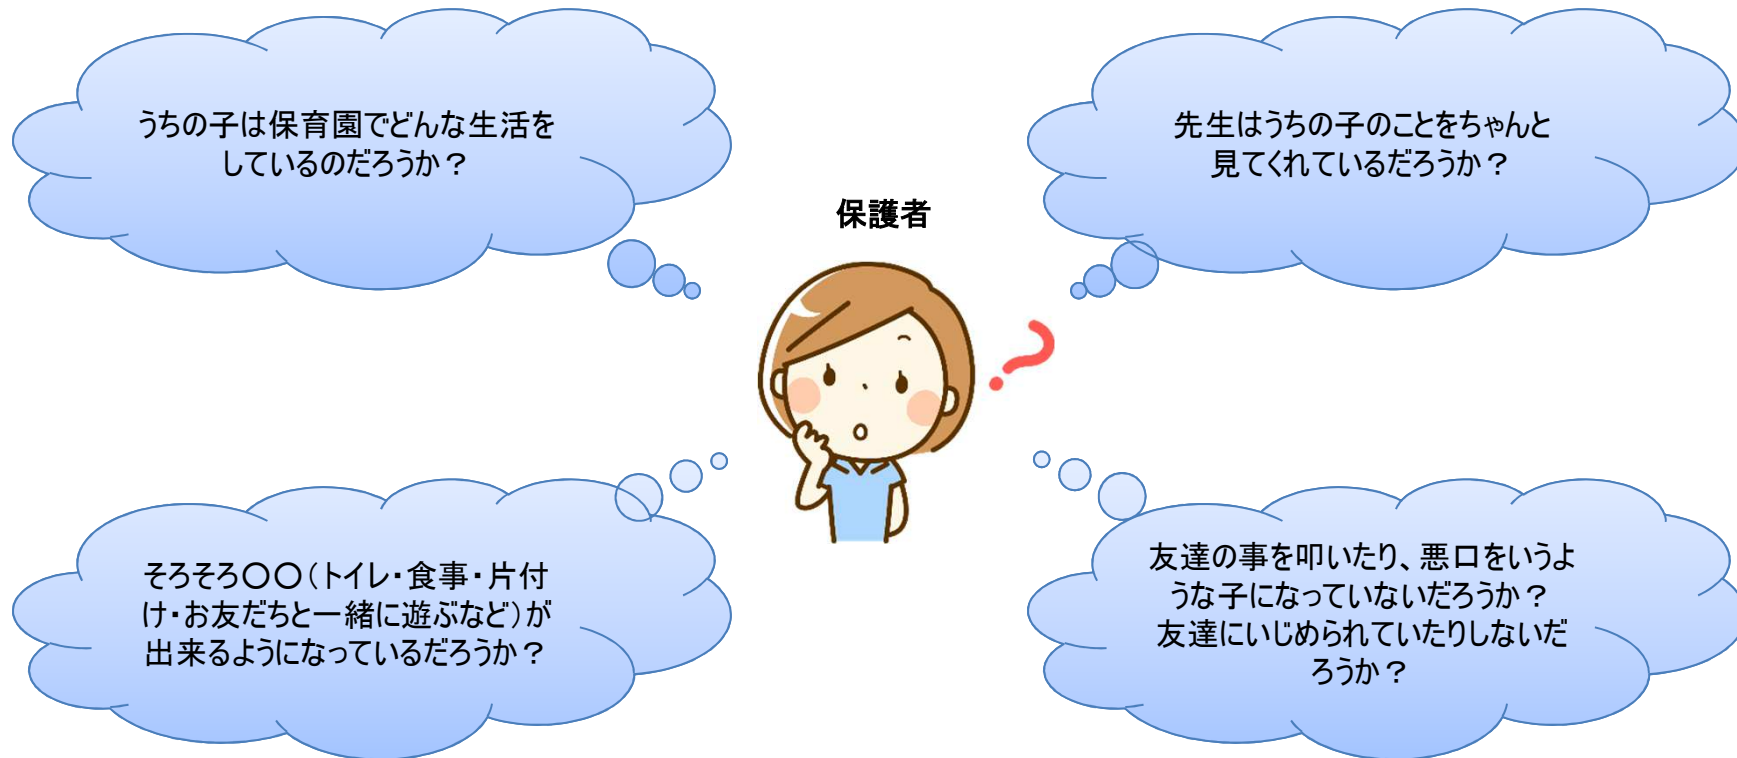 うちの子は保育園でどんな生活を
しているのだろうか？
先生はうちの子のことをちゃんと
見てくれているだろうか？
保護者
そろそろ〇〇（トイレ・食事・片付
け・お友だちと一緒に遊ぶなど）が
出来るようになっているだろうか？
友達の事を叩いたり、悪口をいうよ
うな子になっていないだろうか？
友達にいじめられていたりしないだ
ろうか？